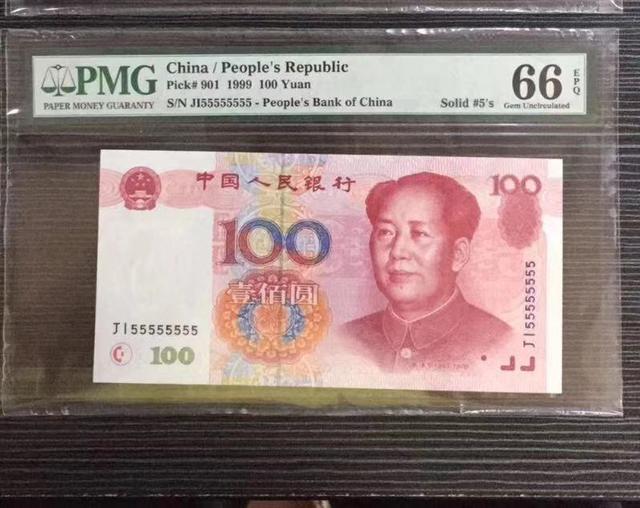 PMG
PAPER MONEY GUARANTY
China / People's Republic
Pick# 901 1999 100 Yuan
S/N JI55555555 - People's Bank of China
Solid #5's
66
EPQ
Gem Uncirculated
中国人民银行
100
100
壹佰圆
JI55555555
JI55555555
100